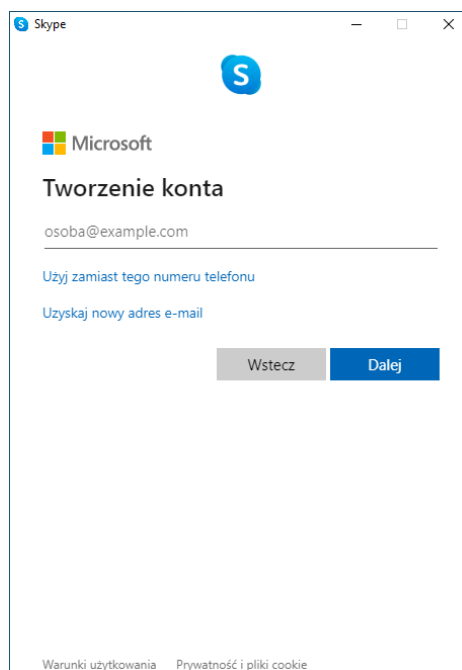 Skype
S
Microsoft
Tworzenie konta
osoba@example.com
Użyj zamiast tego numeru telefonu
Uzyskaj nowy adres e-mail
Wstecz Dalej
Warunki użytkowania Prywatność i pliki cookie